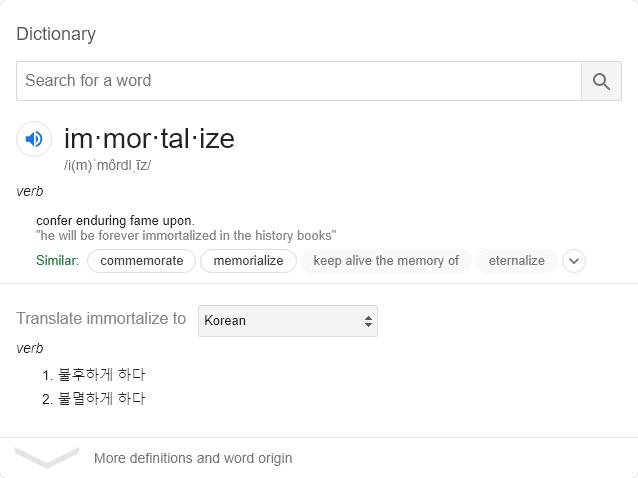 Dictionary
Search for a word
im·mor·tal·ize
/i(m)ˈmôrdlˌīz/
verb
confer enduring fame upon.
"he will be forever immortalized in the history books"
Similar: commemorate memorialize keep alive the memory of eternalize
Translate immortalize to Korean
verb
1. 불후하게 하다
2. 불멸하게 하다
More definitions and word origin